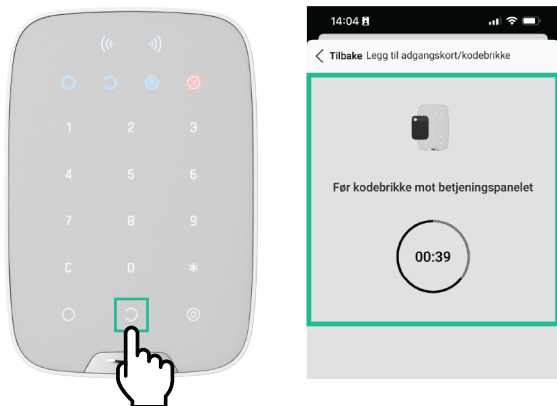 1 2 3
4 5 6
7 8 9
C 0 *
14:04
Tilbake Legg til adgangskort/kodebrikke
Før kodebrikke mot betjeningspanelet
00:39